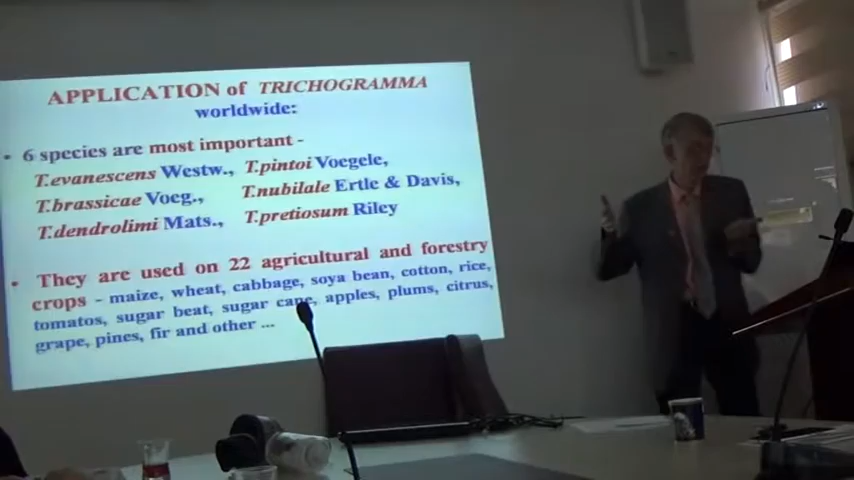 APPLICATION of TRICHOGRAMMA
worldwide:
• 6 species are most important -
T.evanescens Westw., T.pintoi Voegele,
T.brassicae Voeg., T.nubilale Ertle & Davis,
T.dendrolimi Mats., T.pretiosum Riley
• They are used on 22 agricultural and forestry
crops - maize, wheat, cabbage, soya bean, cotton, rice,
tomatoes, sugar beat, sugar cane, apples, plums, citrus,
grape, pines, fir and other ...